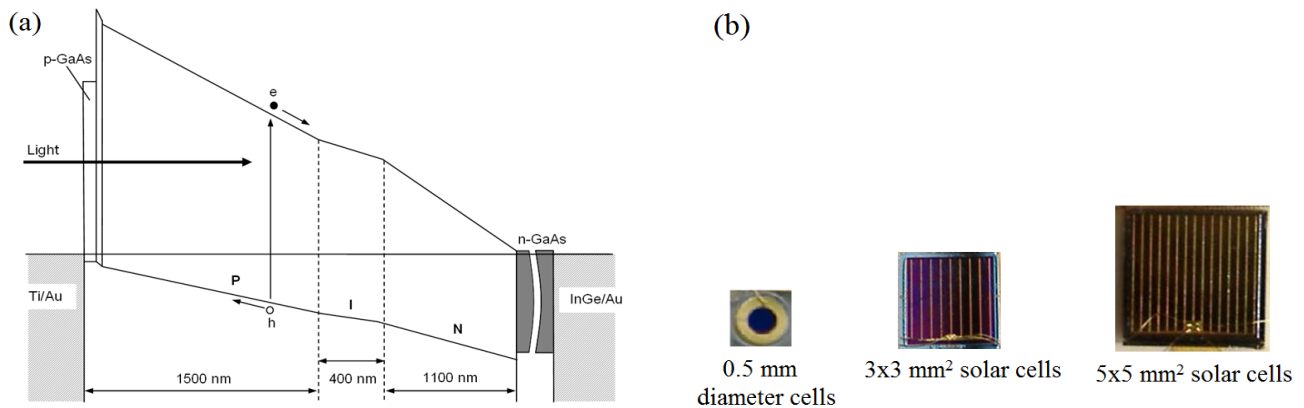 (a)
p-GaAs
e
Light
n-GaAs
Ti/Au
P
I
N
h
InGe/Au
1500 nm
400 nm
1100 nm
(b)
0.5 mm
diameter cells
3x3 mm² solar cells
5x5 mm² solar cells